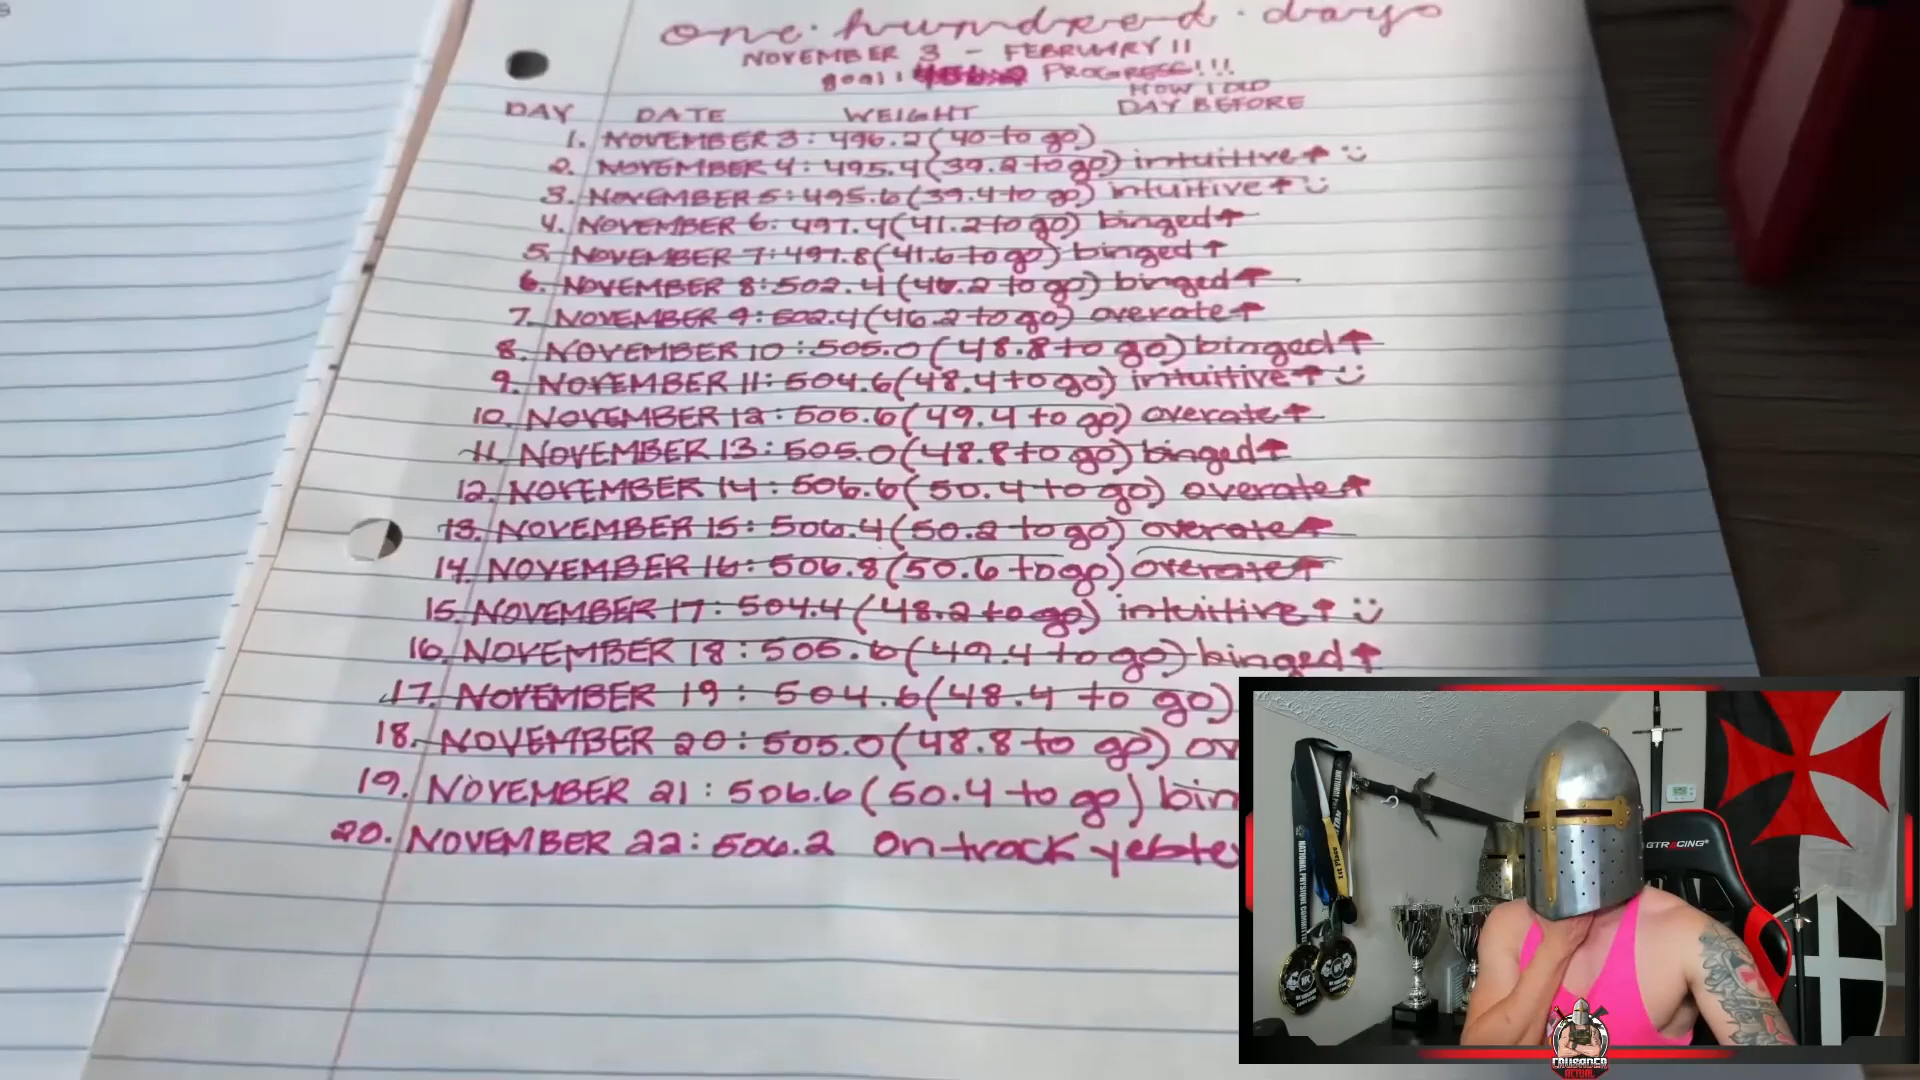 one hundred days
NOVEMBER 3 - FEBRUARY 11
goal: PROGRESS!!!
DAY DATE WEIGHT HOW I DID DAY BEFORE
1. NOVEMBER 3: 496.2 (40 to go)
2. NOVEMBER 4: 495.4 (39.2 to go) intuitive ↑ :)
3. NOVEMBER 5: 495.6 (39.4 to go) intuitive ↑ :)
4. NOVEMBER 6: 497.4 (41.2 to go) binged ↑
5. NOVEMBER 7: 497.8 (41.6 to go) binged ↑
6. NOVEMBER 8: 502.4 (46.2 to go) binged ↑
7. NOVEMBER 9: 502.4 (46.2 to go) overate ↑
8. NOVEMBER 10: 505.0 (48.8 to go) binged ↑
9. NOVEMBER 11: 504.6 (48.4 to go) intuitive ↑ :)
10. NOVEMBER 12: 505.6 (49.4 to go) overate ↑
11. NOVEMBER 13: 505.0 (48.8 to go) binged ↑
12. NOVEMBER 14: 506.6 (50.4 to go) overate ↑
13. NOVEMBER 15: 506.4 (50.2 to go) overate ↑
14. NOVEMBER 16: 506.8 (50.6 to go) overate ↑
15. NOVEMBER 17: 504.4 (48.2 to go) intuitive ↑ :)
16. NOVEMBER 18: 505.6 (49.4 to go) binged ↑
17. NOVEMBER 19: 504.6 (48.4 to go)
18. NOVEMBER 20: 505.0 (48.8 to go) ov
19. NOVEMBER 21: 506.6 (50.4 to go) bin
20. NOVEMBER 22: 506.2 On track yeste
GTRACING
1st Place
CRUSADER
ACTUAL